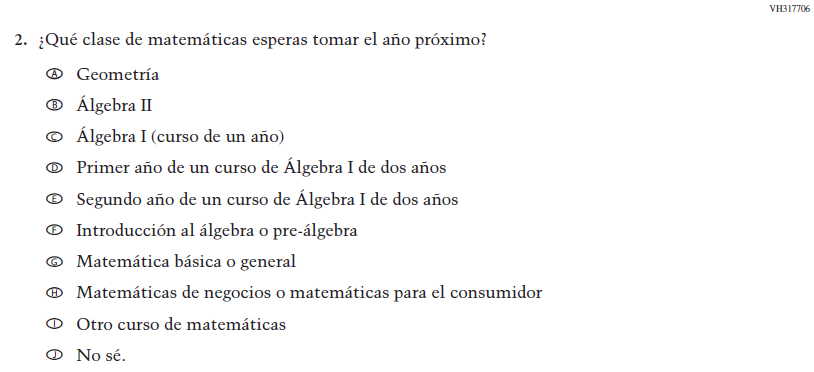 VH317706
2. ¿Qué clase de matemáticas esperas tomar el año próximo?
A Geometría
B Álgebra II
C Álgebra I (curso de un año)
D Primer año de un curso de Álgebra I de dos años
E Segundo año de un curso de Álgebra I de dos años
F Introducción al álgebra o pre-álgebra
G Matemática básica o general
H Matemáticas de negocios o matemáticas para el consumidor
I Otro curso de matemáticas
J No sé.